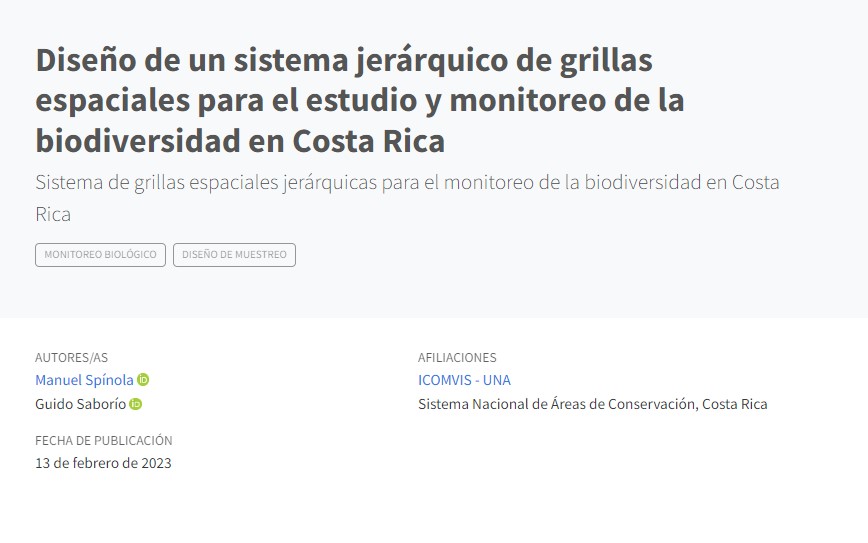 Diseño de un sistema jerárquico de grillas
espaciales para el estudio y monitoreo de la
biodiversidad en Costa Rica
Sistema de grillas espaciales jerárquicas para el monitoreo de la biodiversidad en Costa
Rica
MONITOREO BIOLÓGICO DISEÑO DE MUESTREO
AUTORES/AS
Manuel Spínola
Guido Saborío
AFILIACIONES
ICOMVIS - UNA
Sistema Nacional de Áreas de Conservación, Costa Rica
FECHA DE PUBLICACIÓN
13 de febrero de 2023